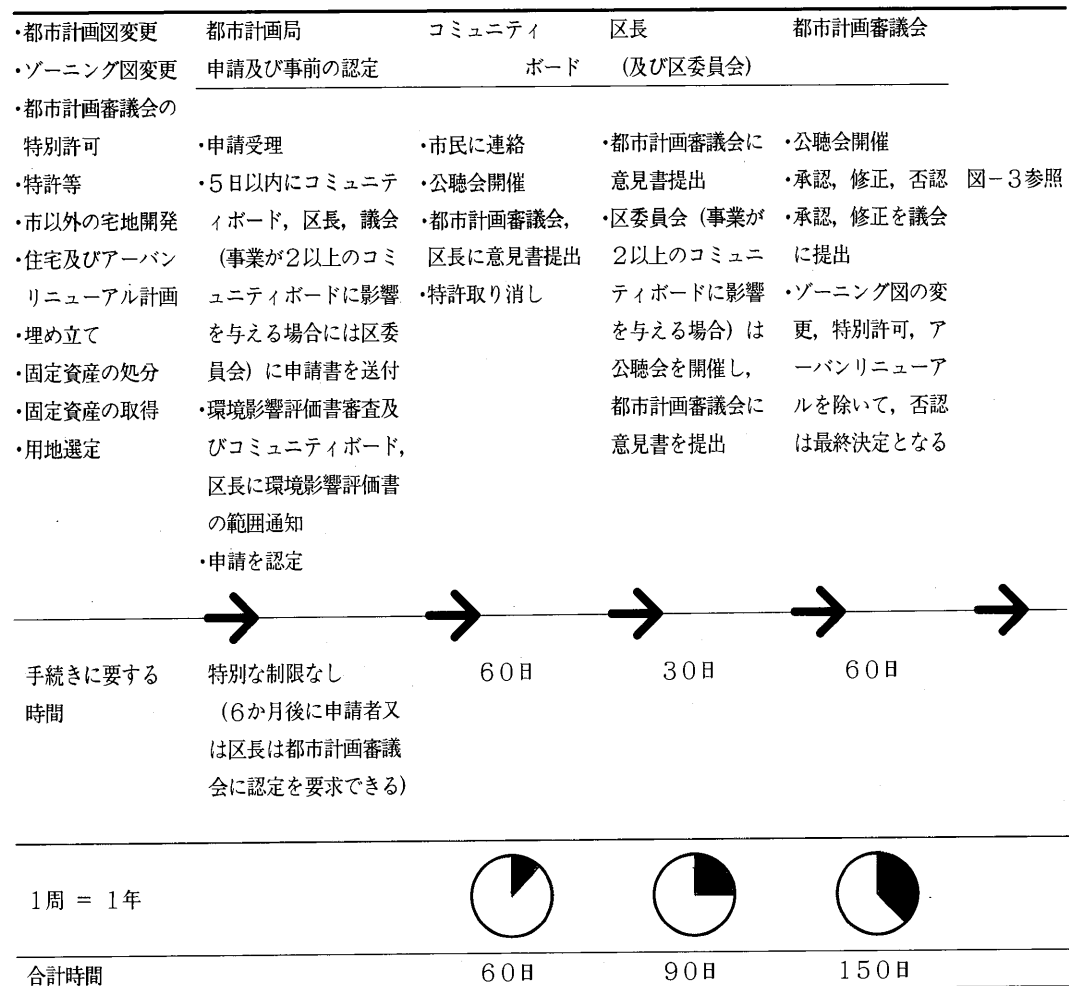 ・都市計画図変更
・ゾーニング図変更
・都市計画審議会の
特別許可
・特許等
・市以外の宅地開発
・住宅及びアーバン
リニューアル計画
・埋め立て
・固定資産の処分
・固定資産の取得
・用地選定
都市計画局
申請及び事前の認定
・申請受理
・5日以内にコミュニテ
ィボード，区長，議会
（事業が2以上のコミ
ュニティボードに影響
を与える場合には区委
員会）に申請書を送付
・環境影響評価書審査及
びコミュニティボード，
区長に環境影響評価書
の範囲通知
・申請を認定
コミュニティ
ボード
・市民に連絡
・公聴会開催
・都市計画審議会，
区長に意見書提出
・特許取り消し
区長
(及び区委員会)
・都市計画審議会に
意見書提出
・区委員会（事業が
2以上のコミュニ
ティボードに影響
を与える場合）は
公聴会を開催し，
都市計画審議会に
意見書を提出
都市計画審議会
・公聴会開催
・承認，修正，否認
・承認，修正を議会
に提出
・ゾーニング図の変
更，特別許可，ア
ーバンリニューア
ルを除いて，否認
は最終決定となる
図－3参照
手続きに要する
時間
特別な制限なし
（6か月後に申請者又
は区長は都市計画審議
会に認定を要求できる）
60日
30日
60日
1周 = 1年
合計時間
60日
90日
150日